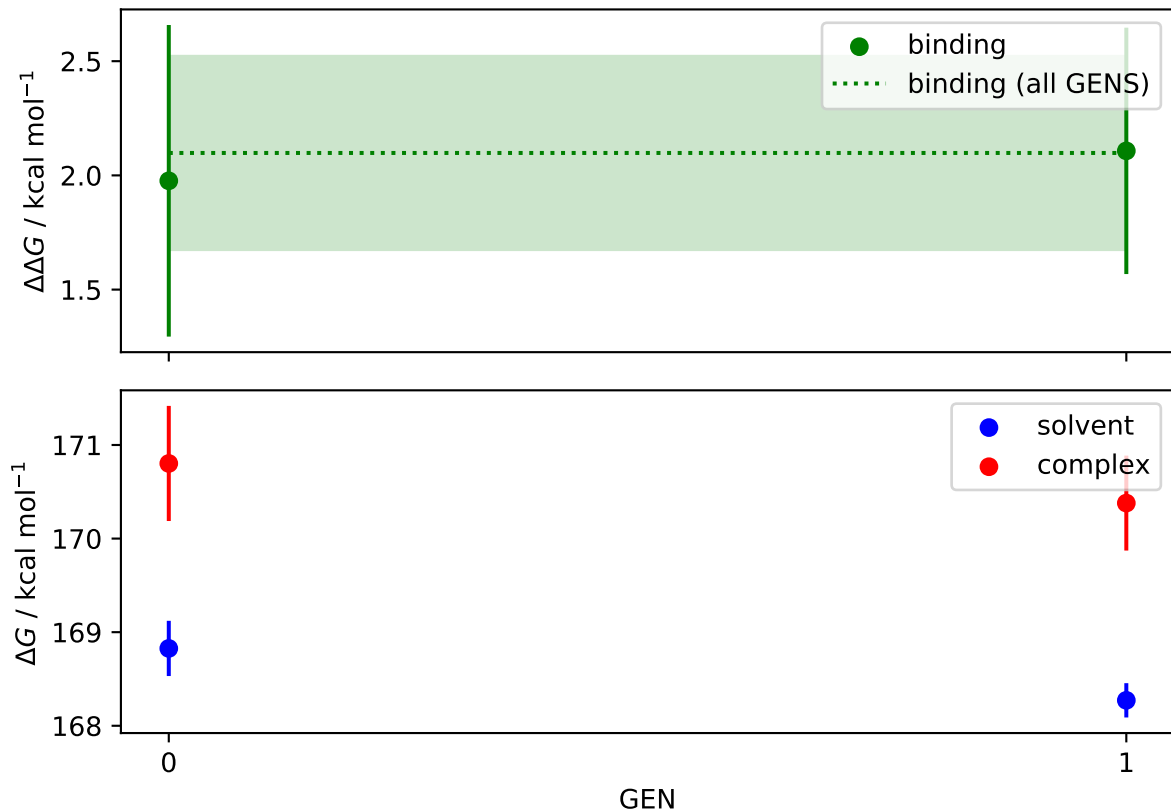 2.5
2.0
1.5
ΔΔG / kcal mol⁻¹
binding
binding (all GENS)
171
170
169
168
ΔG / kcal mol⁻¹
solvent
complex
0
1
GEN